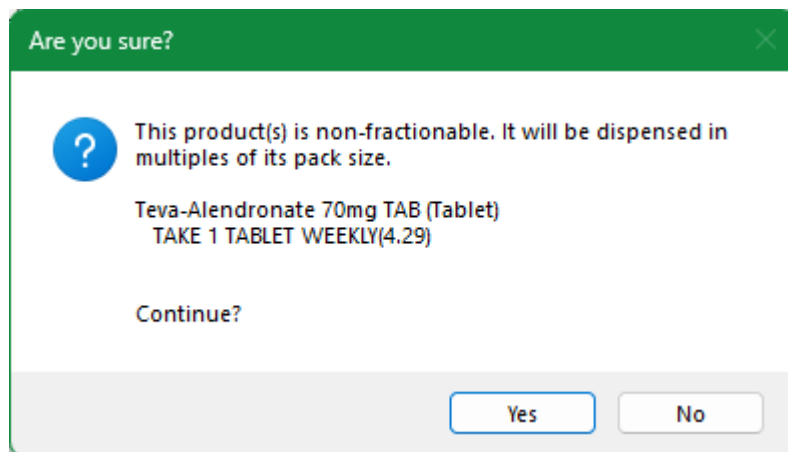 Are you sure?
This product(s) is non-fractionable. It will be dispensed in
multiples of its pack size.
Teva-Alendronate 70mg TAB (Tablet)
TAKE 1 TABLET WEEKLY(4.29)
Continue?
Yes
No